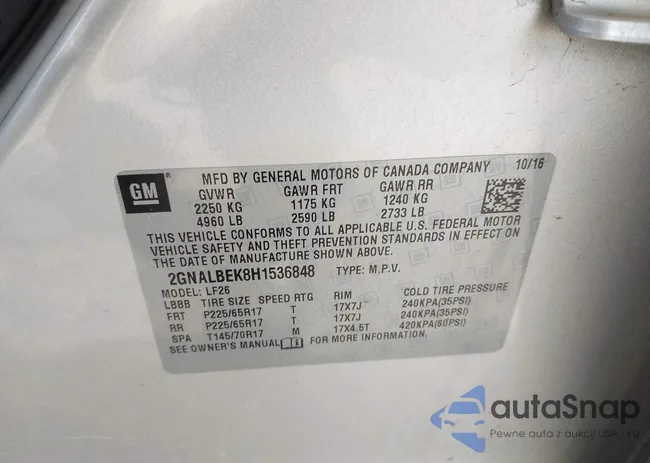 GM
MFD BY GENERAL MOTORS OF CANADA COMPANY 10/16
GVWR GAWR FRT GAWR RR
2250 KG 1175 KG 1240 KG
4960 LB 2590 LB 2733 LB
THIS VEHICLE CONFORMS TO ALL APPLICABLE U.S. FEDERAL MOTOR
VEHICLE SAFETY AND THEFT PREVENTION STANDARDS IN EFFECT ON
THE DATE OF MANUFACTURE SHOWN ABOVE.
2GNALBEK8H1536848 TYPE: M.P.V.
MODEL: LF26
LBBB TIRE SIZE SPEED RTG RIM COLD TIRE PRESSURE
FRT P225/65R17 T 17X7J 240KPA(35PSI)
RR P225/65R17 T 17X7J 240KPA(35PSI)
SPA T145/70R17 M 17X4.5T 420KPA(60PSI)
SEE OWNER'S MANUAL FOR MORE INFORMATION.
autaSnap
Pewne auta z aukcji USA, i EU